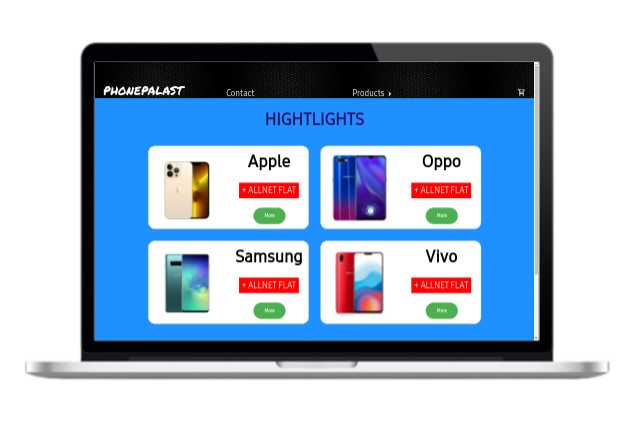 PHONEPALAST
Contact
Products
HIGHTLIGHTS
Apple
+ ALLNET FLAT
More
Oppo
+ ALLNET FLAT
More
Samsung
+ ALLNET FLAT
More
Vivo
+ ALLNET FLAT
More